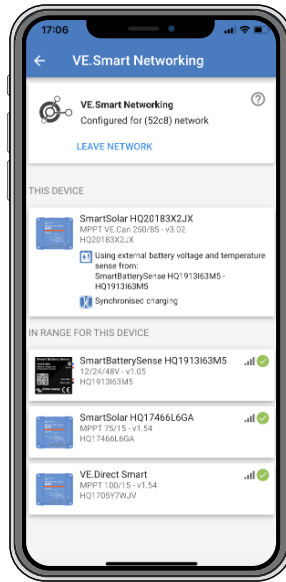 17:06
VE.Smart Networking
VE.Smart Networking
Configured for (52c8) network
LEAVE NETWORK
THIS DEVICE
SmartSolar HQ20183X2JX
MPPT VE.Can 250/85 - v3.02
HQ20183X2JX
Using external battery voltage and temperature
sense from:
SmartBatterySense HQ1913I63M5 -
HQ1913I63M5
Synchronised charging
IN RANGE FOR THIS DEVICE
SmartBatterySense HQ1913I63M5
12/24/48V - v1.05
HQ1913I63M5
SmartSolar HQ17466L6GA
MPPT 75/15 - v1.54
HQ17466L6GA
VE.Direct Smart
MPPT 100/15 - v1.54
HQ1705Y7WJV